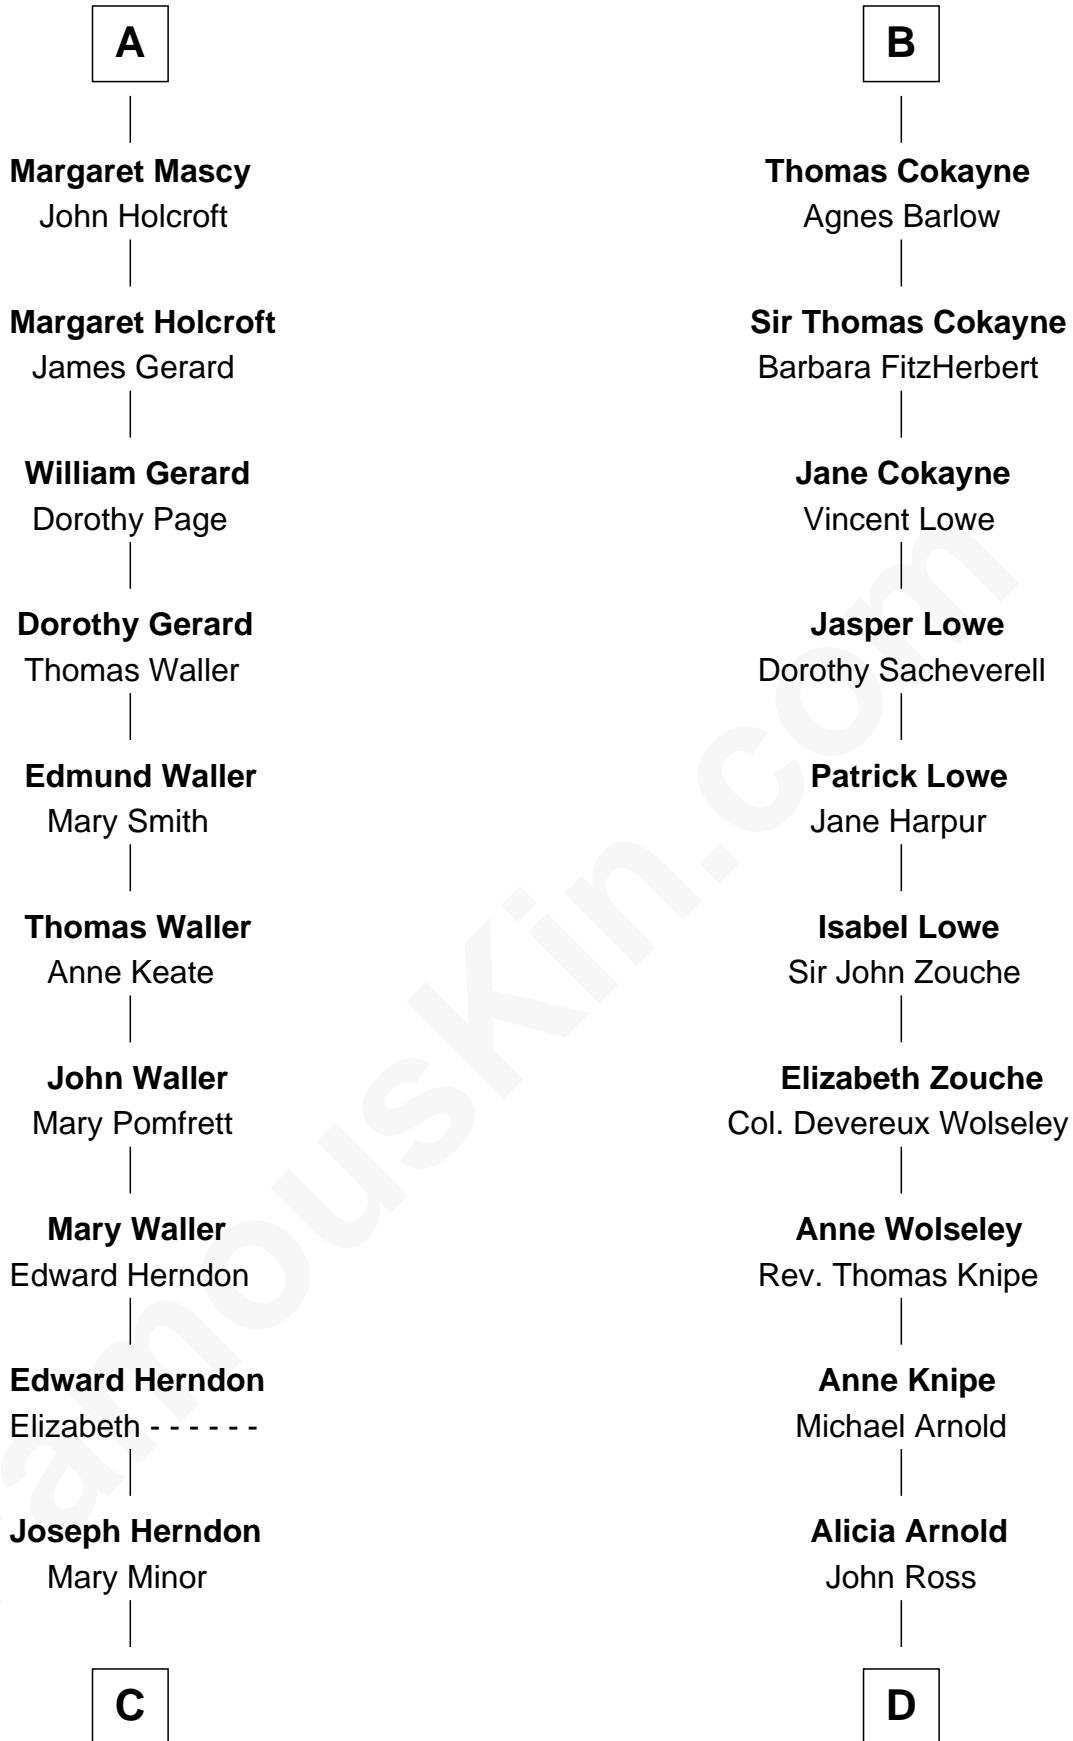 A
Margaret Mascy
John Holcroft
Margaret Holcroft
James Gerard
William Gerard
Dorothy Page
Dorothy Gerard
Thomas Waller
Edmund Waller
Mary Smith
Thomas Waller
Anne Keate
John Waller
Mary Pomfrett
Mary Waller
Edward Herndon
Edward Herndon
Elizabeth - - - - - -
Joseph Herndon
Mary Minor
C
B
Thomas Cokayne
Agnes Barlow
Sir Thomas Cokayne
Barbara FitzHerbert
Jane Cokayne
Vincent Lowe
Jasper Lowe
Dorothy Sacheverell
Patrick Lowe
Jane Harpur
Isabel Lowe
Sir John Zouche
Elizabeth Zouche
Col. Devereux Wolseley
Anne Wolseley
Rev. Thomas Knipe
Anne Knipe
Michael Arnold
Alicia Arnold
John Ross
D
amousKin.com